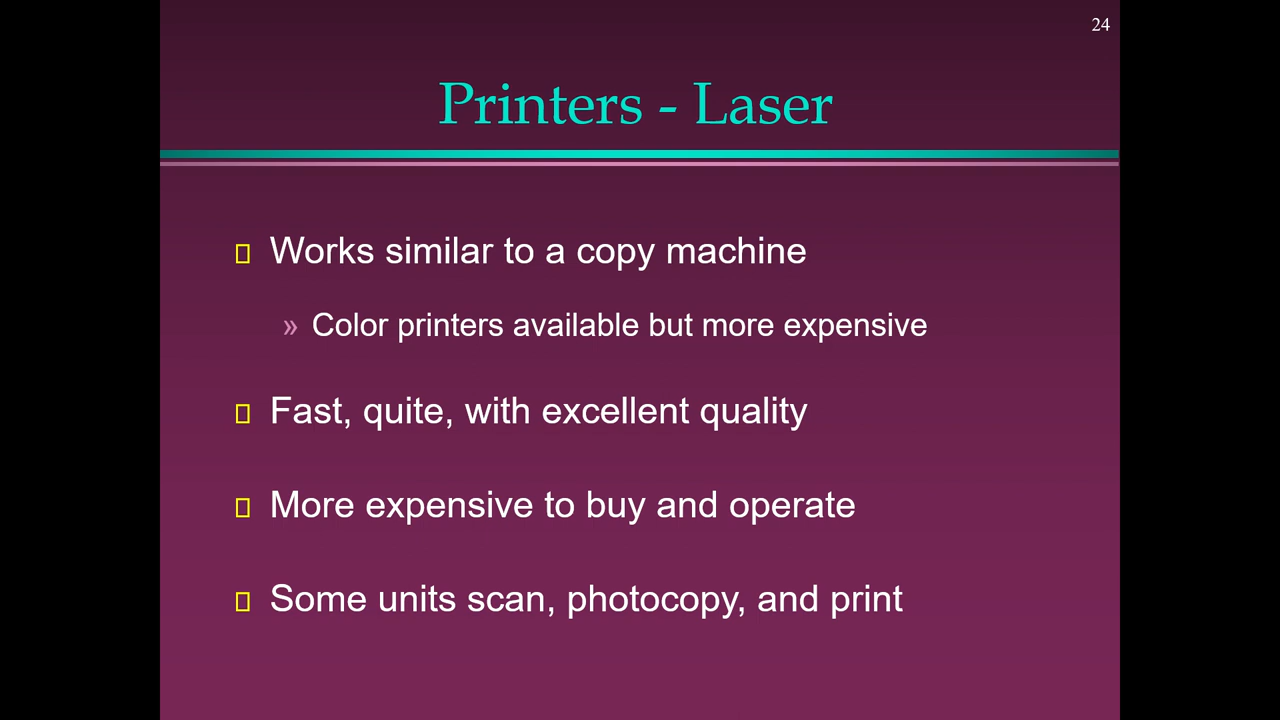 24
Printers - Laser
Works similar to a copy machine
» Color printers available but more expensive
Fast, quite, with excellent quality
More expensive to buy and operate
Some units scan, photocopy, and print